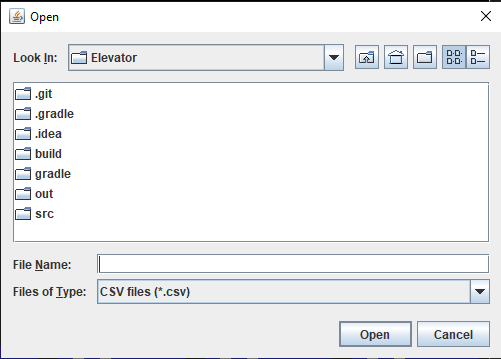 Open
Look In: Elevator
.git
.gradle
.idea
build
gradle
out
src
File Name:
Files of Type: CSV files (*.csv)
Open Cancel